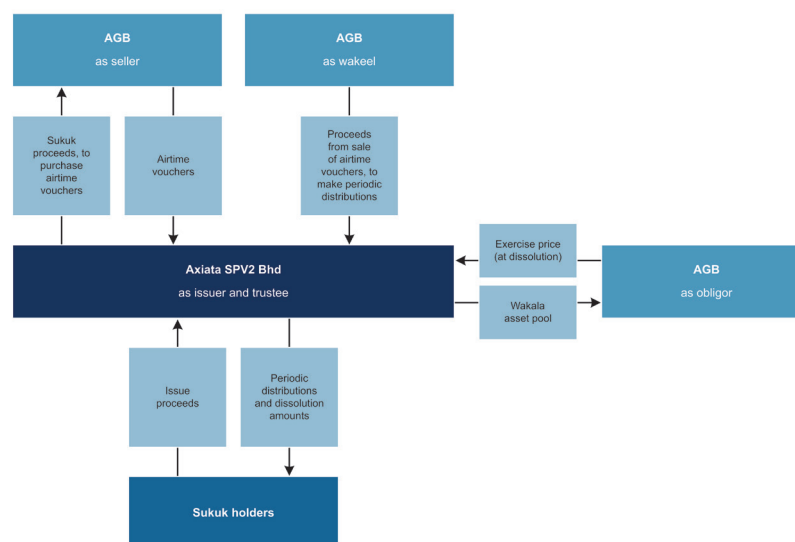 AGB
as seller
AGB
as wakeel
Sukuk
proceeds, to
purchase
airtime
vouchers
Airtime
vouchers
Proceeds
from sale
of airtime
vouchers, to
make periodic
distributions
Axiata SPV2 Bhd
as issuer and trustee
Exercise price
(at dissolution)
Wakala
asset pool
AGB
as obligor
Issue
proceeds
Periodic
distributions
and dissolution
amounts
Sukuk holders